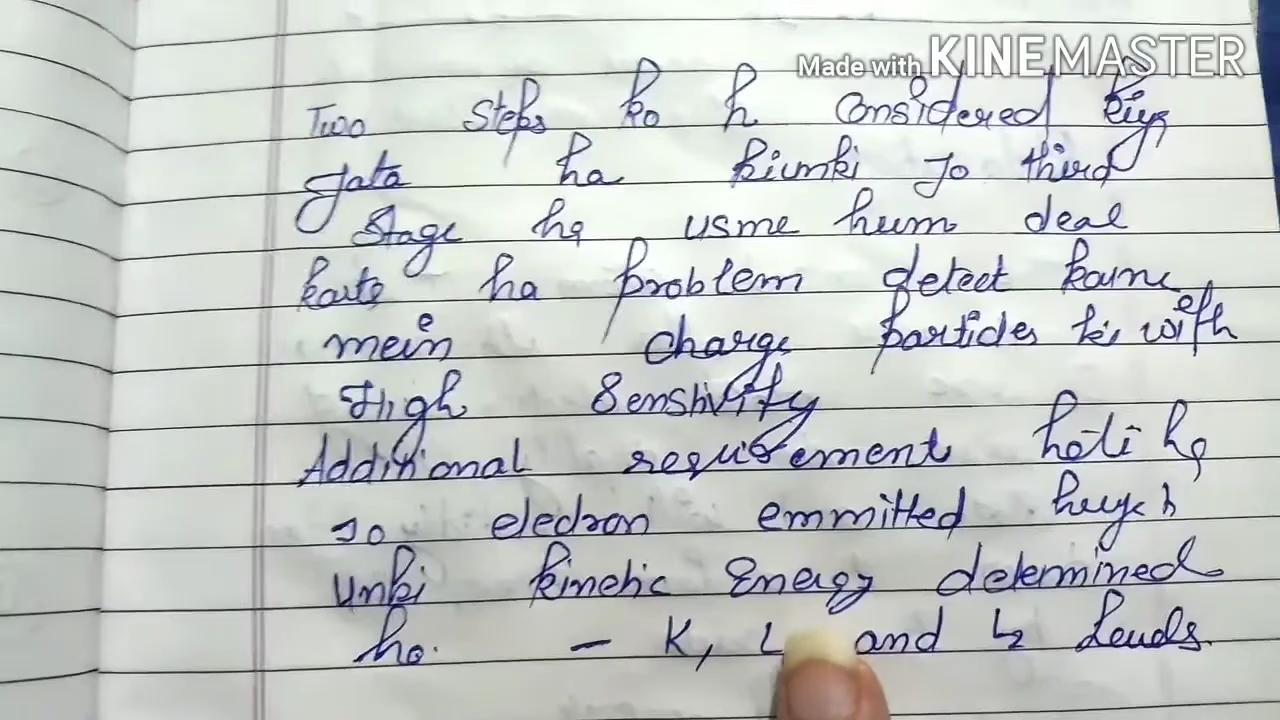 Made with KINEMASTER
Two steps ko h considered kiya
jata ha kiunki jo third
stage ha usme hum deal
karte ha problem detect karne
mein charge particles ki with
High Sensitivity
Additional requirement hoti ha
jo electron emmitted huye h
unki kinetic Energy determined
ho. - K, L and L2 levels